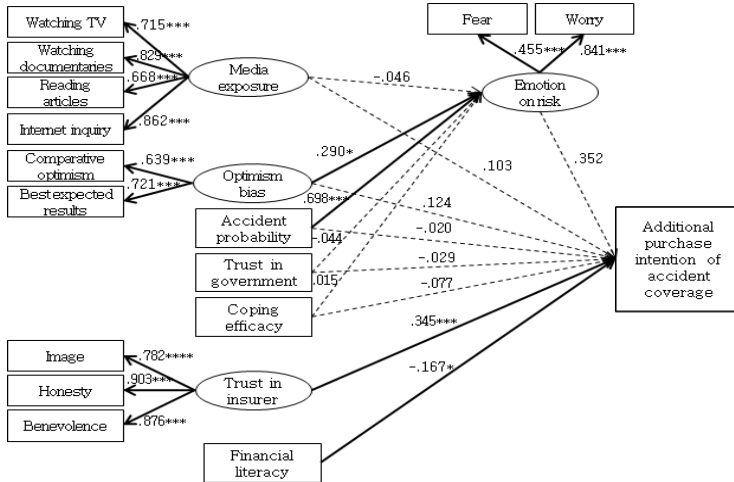 Fear
Worry
Watching TV
.715***
.455***
.841***
Watching
documentaries
.829***
Media
exposure
-.046
Emotion
on risk
Reading
articles
.668***
Internet inquiry
.862***
Comparative
optimism
.639***
.290*
.103
.352
Optimism
bias
Best expected
results
.721***
.698***
.124
Accident
probability
-.044
-.020
Additional
purchase
intention of
accident
coverage
Trust in
government
.015
-.029
-.077
Coping
efficacy
.345***
Image
.782****
Honesty
.903***
Trust in
insurer
-.167*
Benevolence
.876***
Financial
literacy